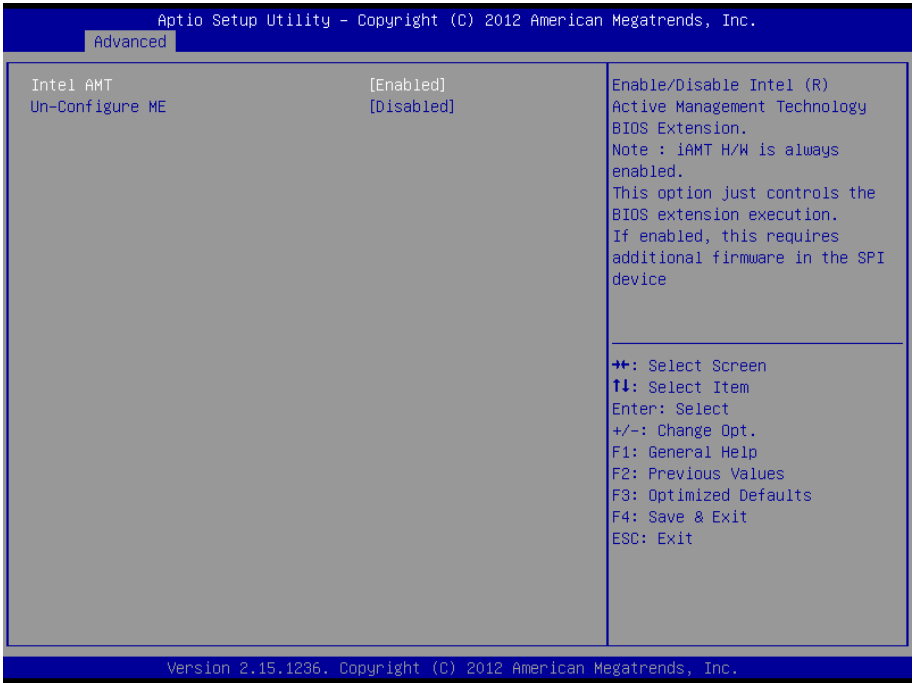 Aptio Setup Utility – Copyright (C) 2012 American Megatrends, Inc.
Advanced
Intel AMT [Enabled]
Un-Configure ME [Disabled]
Enable/Disable Intel (R)
Active Management Technology
BIOS Extension.
Note : iAMT H/W is always
enabled.
This option just controls the
BIOS extension execution.
If enabled, this requires
additional firmware in the SPI
device
→←: Select Screen
↑↓: Select Item
Enter: Select
+/-: Change Opt.
F1: General Help
F2: Previous Values
F3: Optimized Defaults
F4: Save & Exit
ESC: Exit
Version 2.15.1236. Copyright (C) 2012 American Megatrends, Inc.